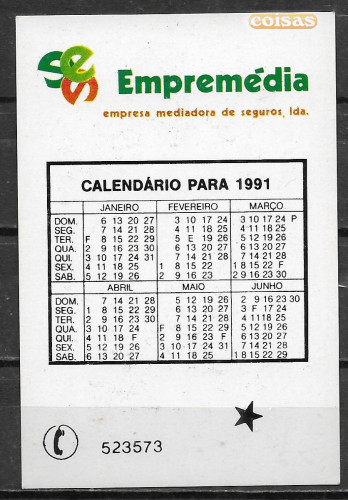 coisas
ses
Empremédia
empresa mediadora de seguros, lda.
CALENDÁRIO PARA 1991
JANEIRO FEVEREIRO MARÇO
DOM. 6 13 20 27 3 10 17 24 3 10 17 24 P
SEG. 7 14 21 28 4 11 18 25 4 11 18 25
TER. F 8 15 22 29 5 E 19 26 5 12 19 26
QUA. 2 9 16 23 30 6 13 20 27 6 13 20 27
QUI. 3 10 17 24 31 7 14 21 28 7 14 21 28
SEX. 4 11 18 25 1 8 15 22 1 8 15 22 F
SAB. 5 12 19 26 2 9 16 23 2 9 16 23 30
ABRIL MAIO JUNHO
DOM. 7 14 21 28 5 12 19 26 2 9 16 23 30
SEG. 1 8 15 22 29 6 13 20 27 3 F 17 24
TER. 2 9 16 23 30 7 14 21 28 4 11 18 25
QUA. 3 10 17 24 F 8 15 22 29 5 12 19 26
QUI. 4 11 18 F 2 9 16 23 F 6 F 20 27
SEX. 5 12 19 26 3 10 17 24 31 7 14 21 28
SAB. 6 13 20 27 4 11 18 25 1 8 15 22 29
523573